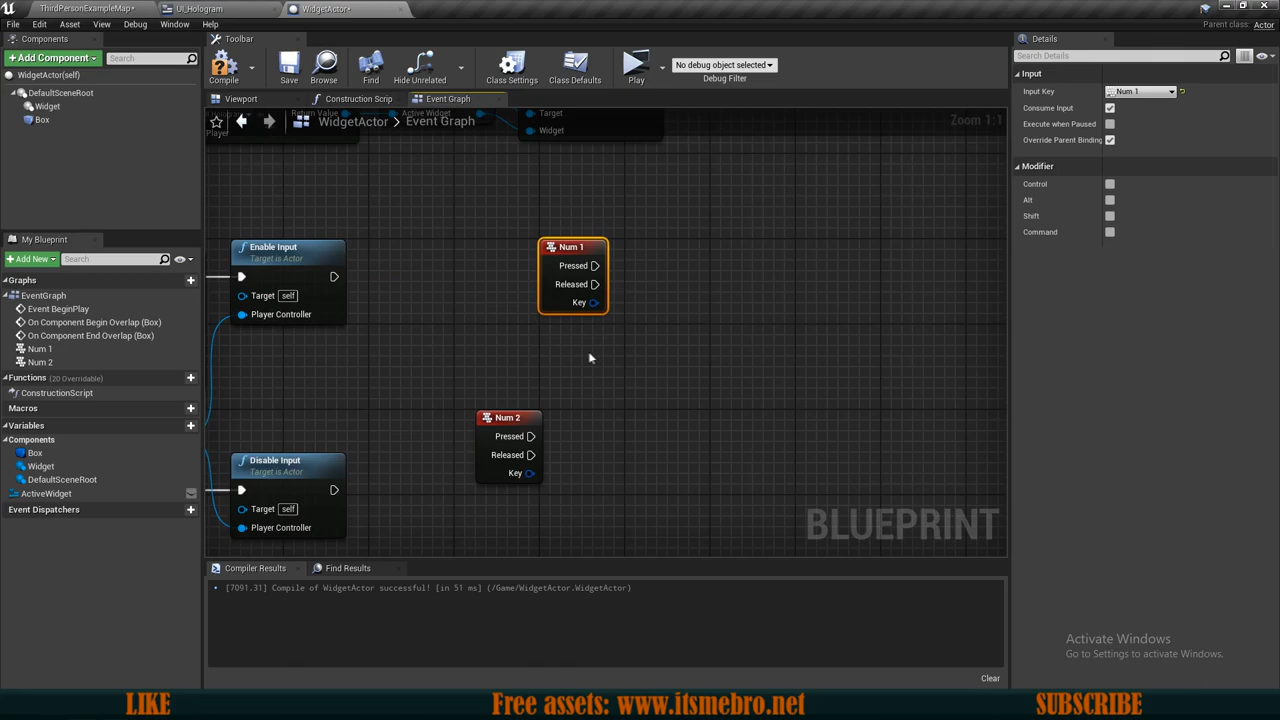 ThirdPersonExampleMap*
UI_Hologram
WidgetActor*
File Edit Asset View Debug Window Help
Parent class: Actor
Components
+Add Component
Search
WidgetActor(self)
DefaultSceneRoot
Widget
Box
My Blueprint
+Add New
Search
Graphs
EventGraph
Event BeginPlay
On Component Begin Overlap (Box)
On Component End Overlap (Box)
Num 1
Num 2
Functions (20 Overridable)
ConstructionScript
Macros
Variables
Components
Box
Widget
DefaultSceneRoot
ActiveWidget
Event Dispatchers
Toolbar
Compile
Save
Browse
Find
Hide Unrelated
Class Settings
Class Defaults
Play
No debug object selected
Debug Filter
Viewport
Construction Scrip
Event Graph
Return Value
Active Widget
Target
Player
Widget
WidgetActor > Event Graph
Zoom 1:1
Enable Input
Target is Actor
Target self
Player Controller
Num 1
Pressed
Released
Key
Num 2
Pressed
Released
Key
Disable Input
Target is Actor
Target self
Player Controller
BLUEPRINT
Compiler Results
Find Results
[7091.31] Compile of WidgetActor successful! [in 51 ms] (/Game/WidgetActor.WidgetActor)
Clear
Details
Search Details
Input
Input Key Num 1
Consume Input
Execute when Paused
Override Parent Binding
Modifier
Control
Alt
Shift
Command
Activate Windows
Go to Settings to activate Windows.
LIKE
Free assets: www.itsmebro.net
SUBSCRIBE